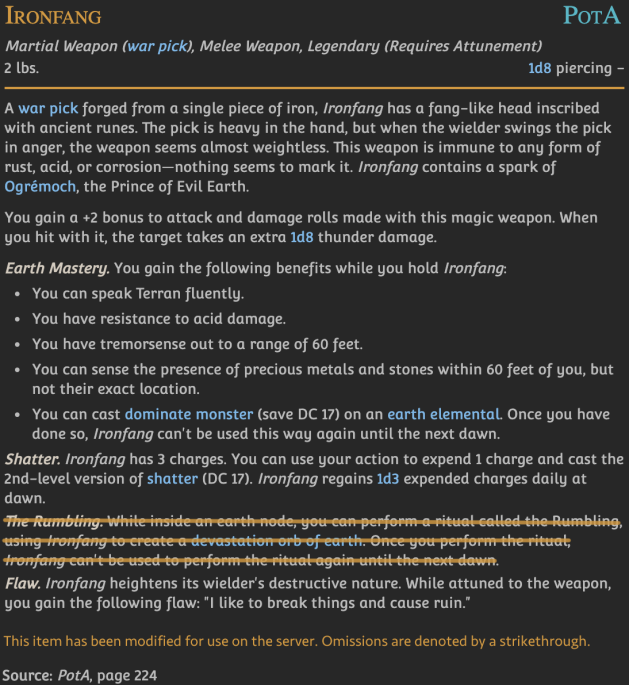 IRONFANG PotA
Martial Weapon (war pick), Melee Weapon, Legendary (Requires Attunement)
2 lbs. 1d8 piercing –
A war pick forged from a single piece of iron, Ironfang has a fang-like head inscribed
with ancient runes. The pick is heavy in the hand, but when the wielder swings the pick
in anger, the weapon seems almost weightless. This weapon is immune to any form of
rust, acid, or corrosion—nothing seems to mark it. Ironfang contains a spark of
Ogrémoch, the Prince of Evil Earth.
You gain a +2 bonus to attack and damage rolls made with this magic weapon. When
you hit with it, the target takes an extra 1d8 thunder damage.
Earth Mastery. You gain the following benefits while you hold Ironfang:
• You can speak Terran fluently.
• You have resistance to acid damage.
• You have tremorsense out to a range of 60 feet.
• You can sense the presence of precious metals and stones within 60 feet of you, but
not their exact location.
• You can cast dominate monster (save DC 17) on an earth elemental. Once you have
done so, Ironfang can't be used this way again until the next dawn.
Shatter. Ironfang has 3 charges. You can use your action to expend 1 charge and cast the
2nd-level version of shatter (DC 17). Ironfang regains 1d3 expended charges daily at
dawn.
The Rumbling. While inside an earth node, you can perform a ritual called the Rumbling,
using Ironfang to create a devastation orb of earth. Once you perform the ritual,
Ironfang can't be used to perform the ritual again until the next dawn.
Flaw. Ironfang heightens its wielder's destructive nature. While attuned to the weapon,
you gain the following flaw: "I like to break things and cause ruin."
This item has been modified for use on the server. Omissions are denoted by a strikethrough.
Source: PotA, page 224